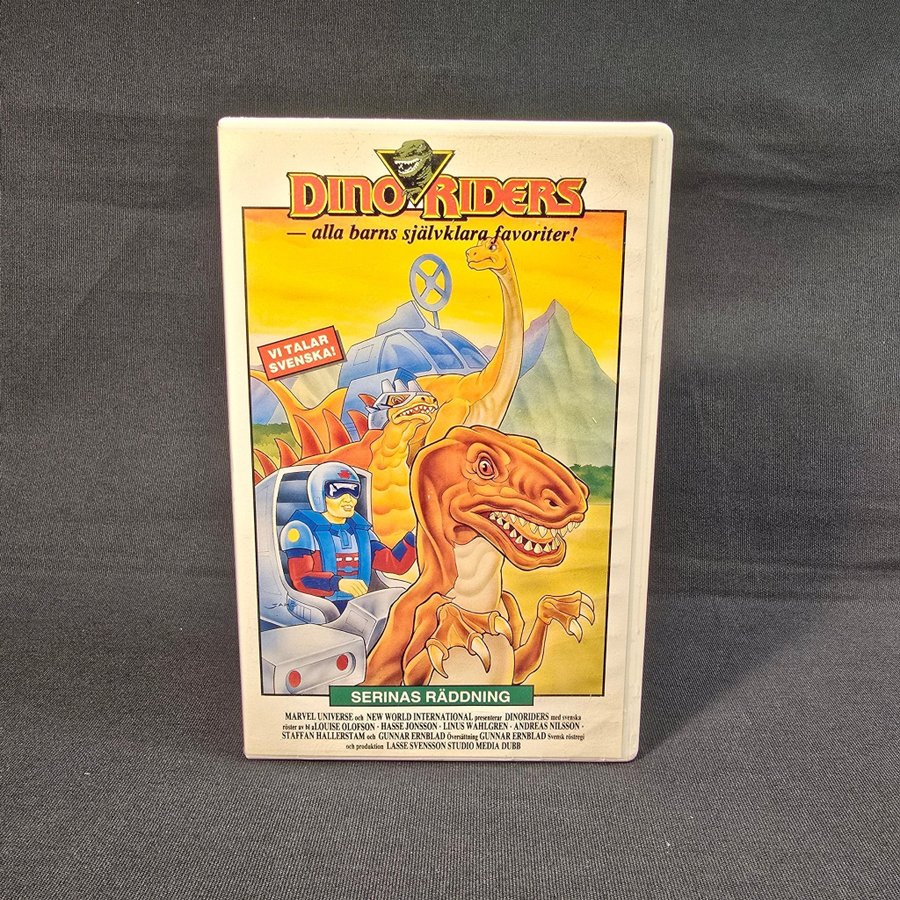 DINO RIDERS
— alla barns självklara favoriter!
VI TALAR
SVENSKA!
SERINAS RÄDDNING
MARVEL UNIVERSE och NEW WORLD INTERNATIONAL presenterar DINORIDERS med svenska
röster av bl a LOUISE OLOFSON · HASSE JONSSON · LINUS WAHLGREN · ANDREAS NILSSON ·
STAFFAN HALLERSTAM och GUNNAR ERNBLAD Översättning GUNNAR ERNBLAD Svensk röstregi
och produktion LASSE SVENSSON STUDIO MEDIA DUBB